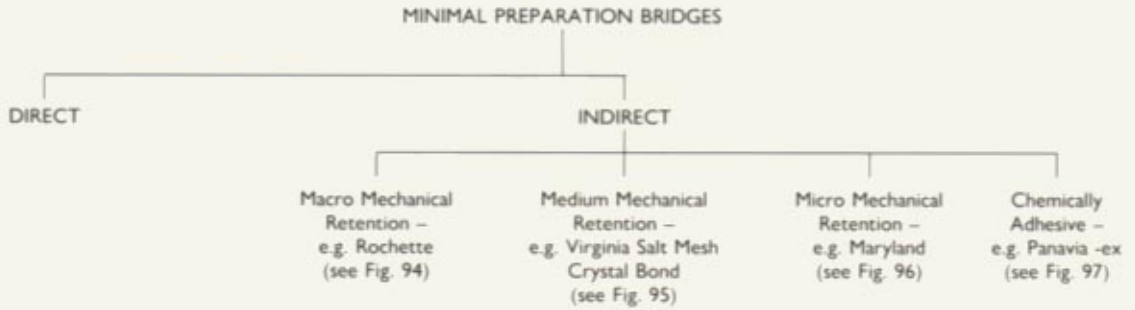 MINIMAL PREPARATION BRIDGES
DIRECT
INDIRECT
Macro Mechanical
Retention –
e.g. Rochette
(see Fig. 94)
Medium Mechanical
Retention –
e.g. Virginia Salt Mesh
Crystal Bond
(see Fig. 95)
Micro Mechanical
Retention –
e.g. Maryland
(see Fig. 96)
Chemically
Adhesive –
e.g. Panavia -ex
(see Fig. 97)